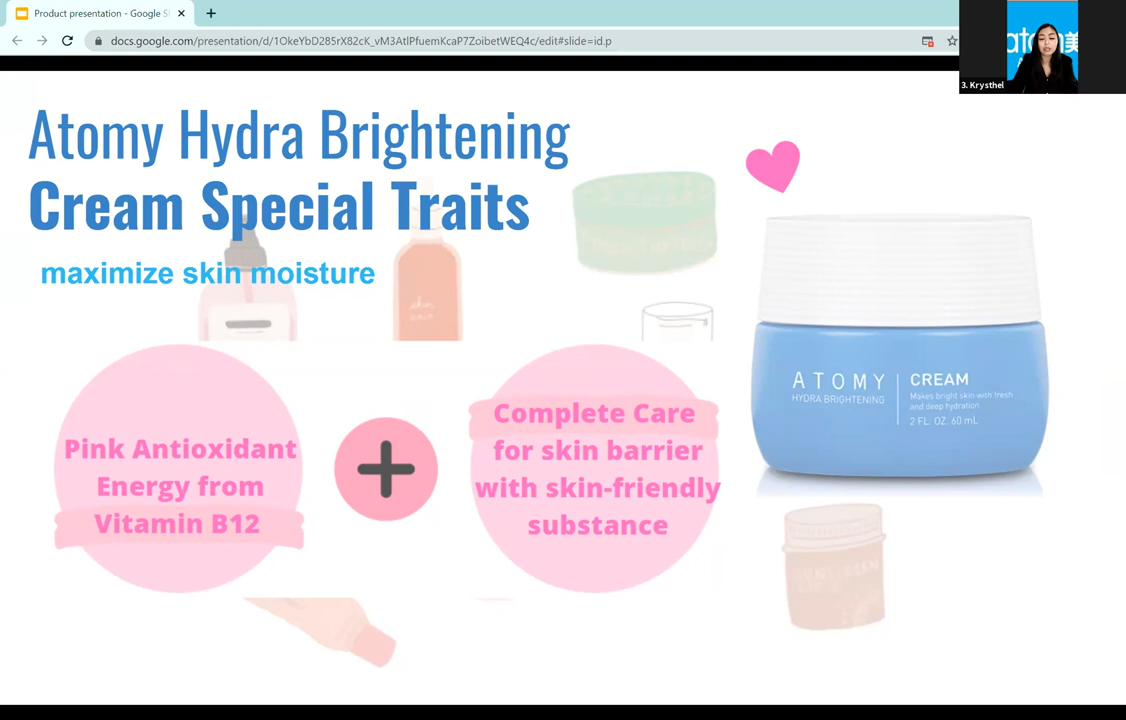 Product presentation - Google Sl
docs.google.com/presentation/d/1OkeYbD285rX82cK_vM3AtlPfuemKcaP7ZoibetWEQ4c/edit#slide=id.p
3. Krysthel
Atomy Hydra Brightening
Cream Special Traits
maximize skin moisture
skin
Pink Antioxidant
Energy from
Vitamin B12
Complete Care
for skin barrier
with skin-friendly
substance
ATOMY
HYDRA BRIGHTENING
CREAM
Makes bright skin with fresh
and deep hydration
2 FL. OZ. 60 mL